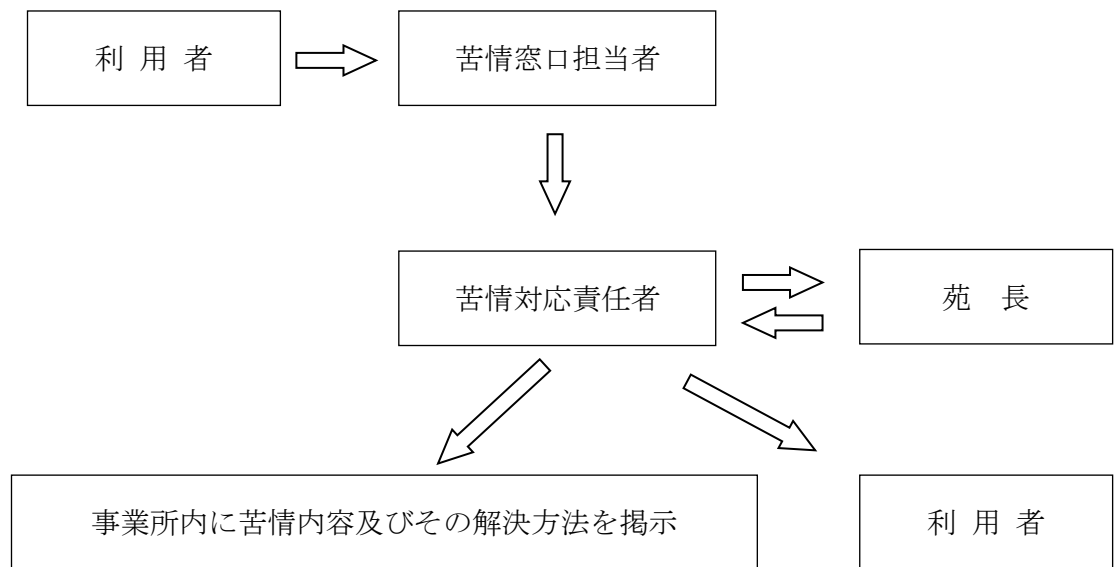 利 用 者
苦情窓口担当者
苦情対応責任者
苑　長
事業所内に苦情内容及びその解決方法を掲示
利 用 者